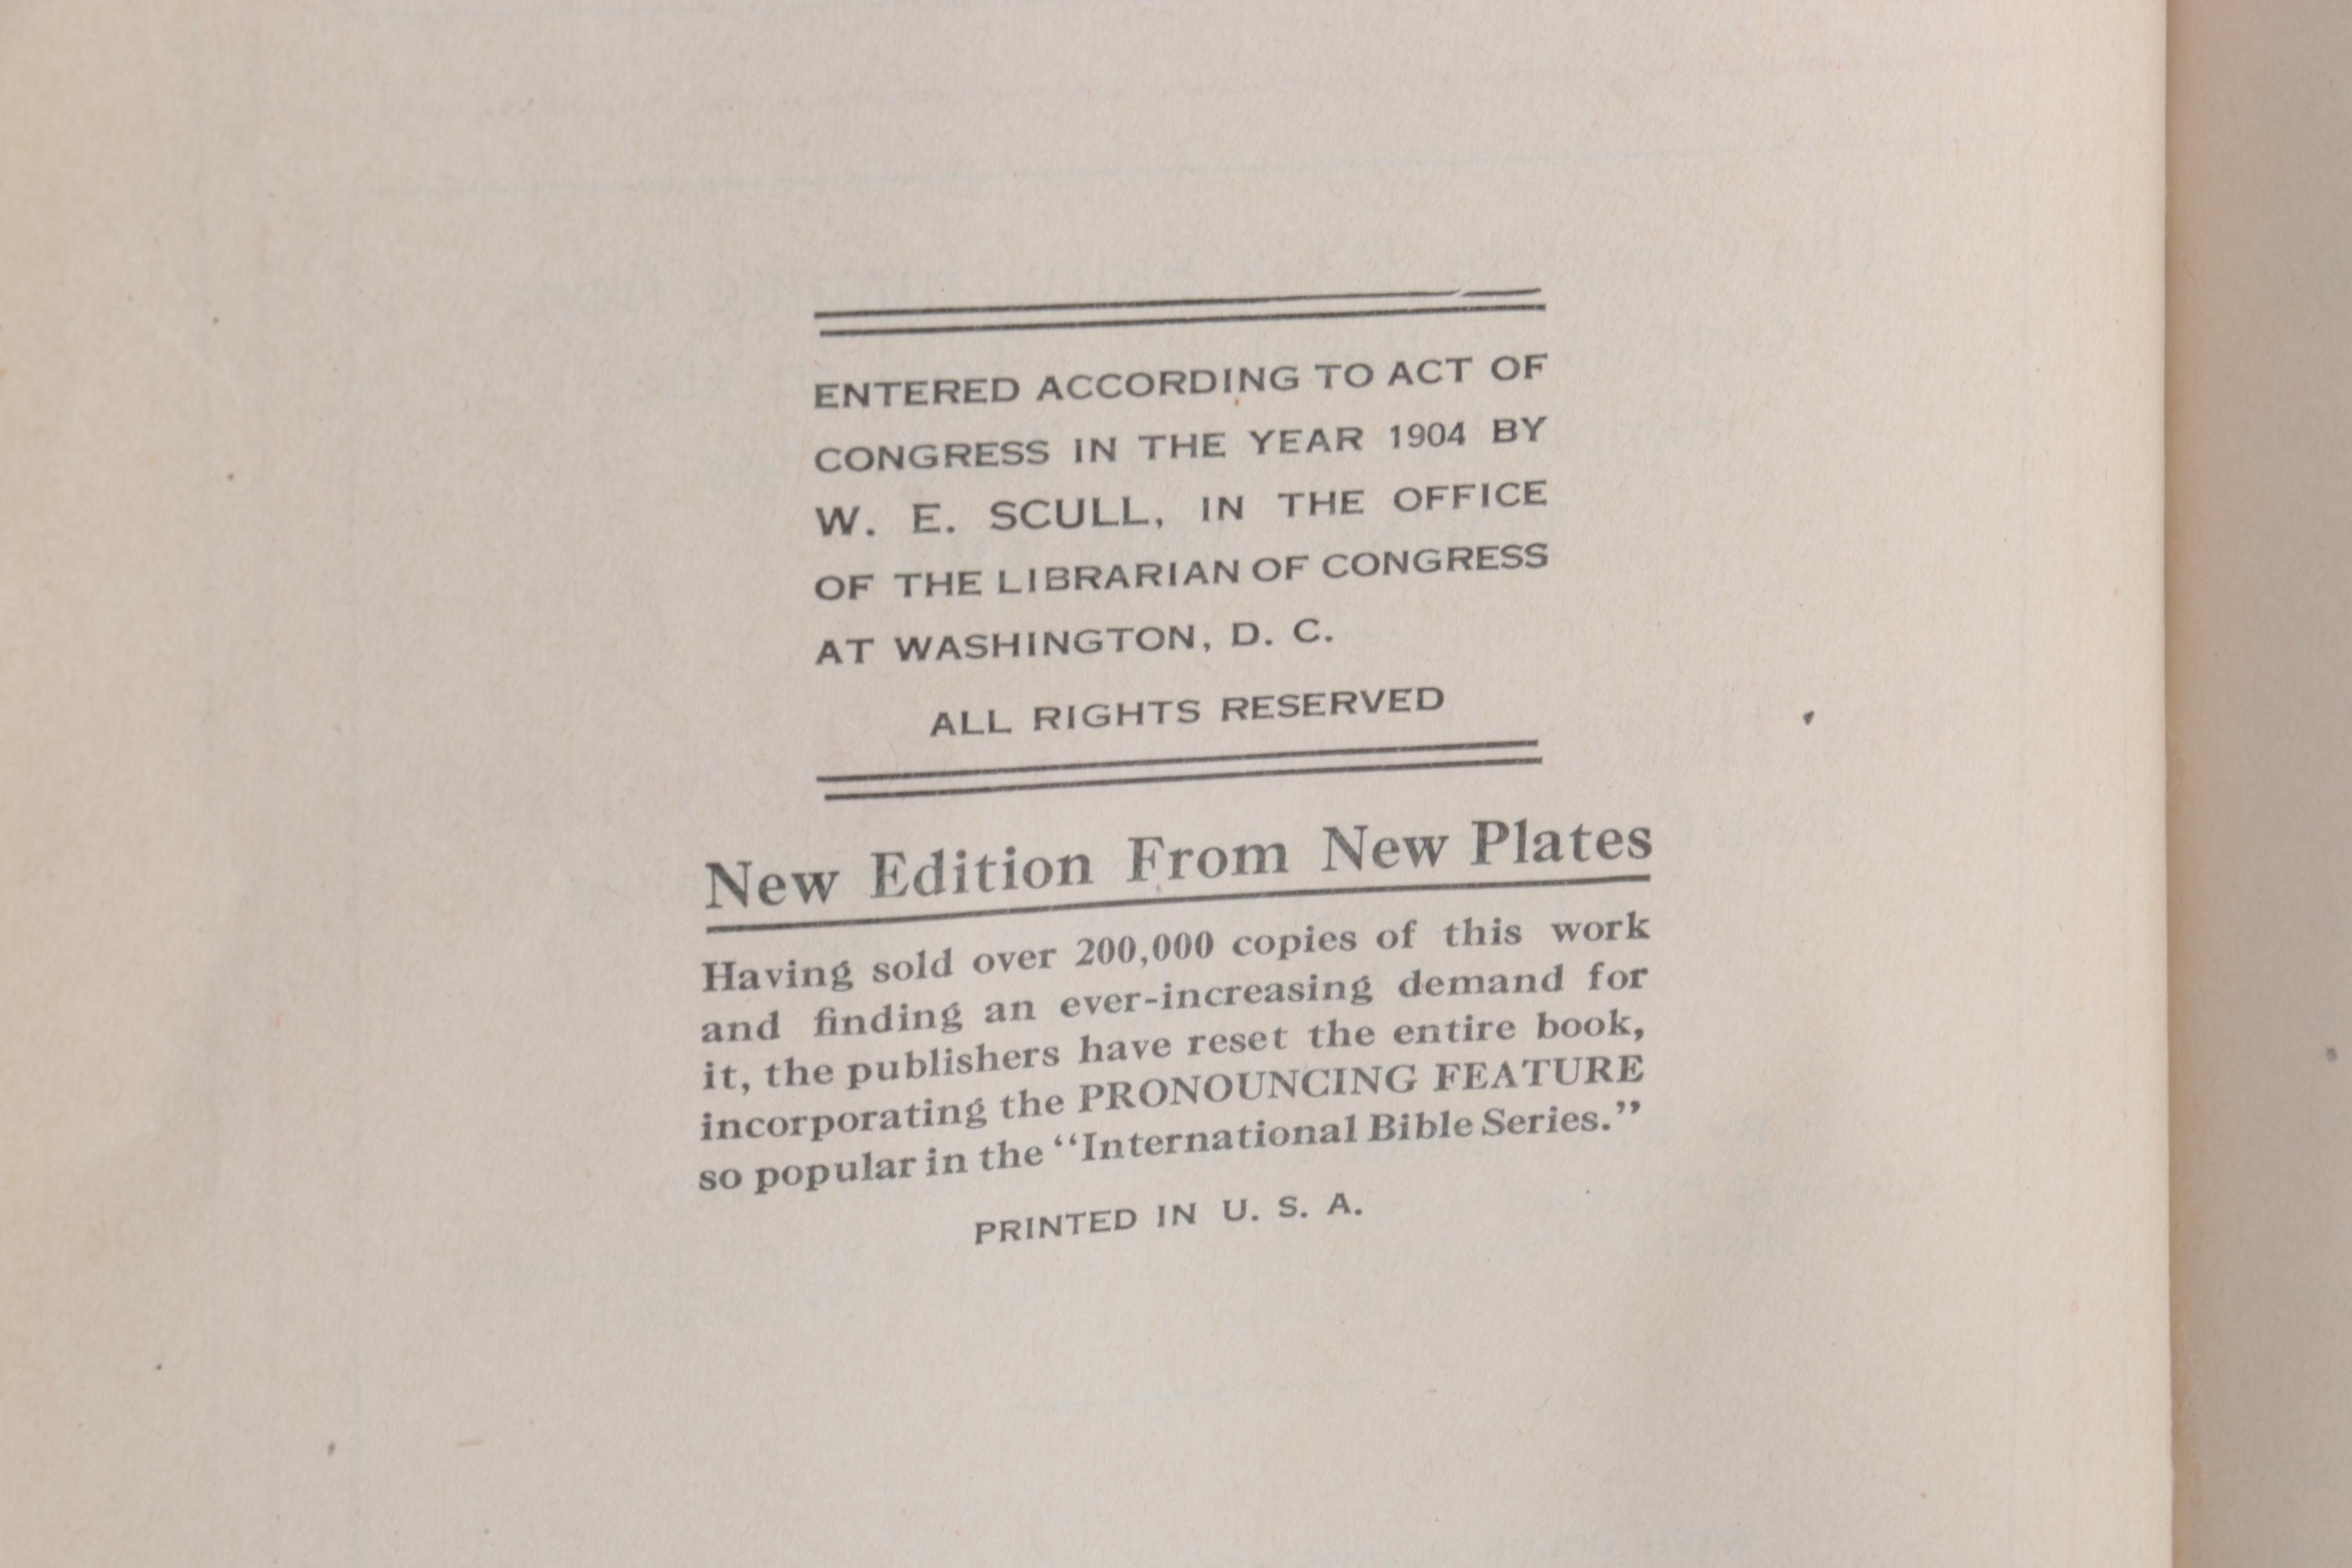 ENTERED ACCORDING TO ACT OF
CONGRESS IN THE YEAR 1904 BY
W. E. SCULL, IN THE OFFICE
OF THE LIBRARIAN OF CONGRESS
AT WASHINGTON, D. C.
ALL RIGHTS RESERVED
New Edition From New Plates
Having sold over 200,000 copies of this work
and finding an ever-increasing demand for
it, the publishers have reset the entire book,
incorporating the PRONOUNCING FEATURE
so popular in the “International Bible Series.”
PRINTED IN U. S. A.